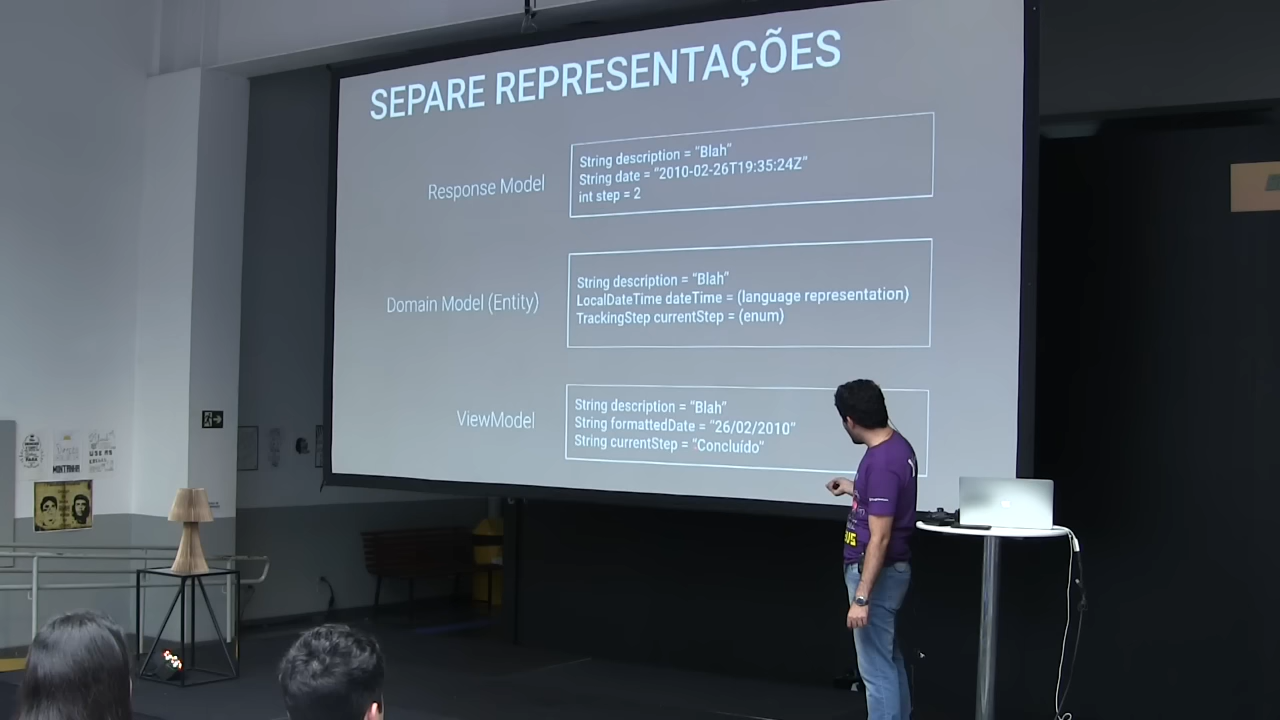 SEPARE REPRESENTAÇÕES
Response Model
String description = "Blah"
String date = "2010-02-26T19:35:24Z"
int step = 2
Domain Model (Entity)
String description = "Blah"
LocalDateTime dateTime = (language representation)
TrackingStep currentStep = (enum)
ViewModel
String description = "Blah"
String formattedDate = "26/02/2010"
String currentStep = "Concluído"